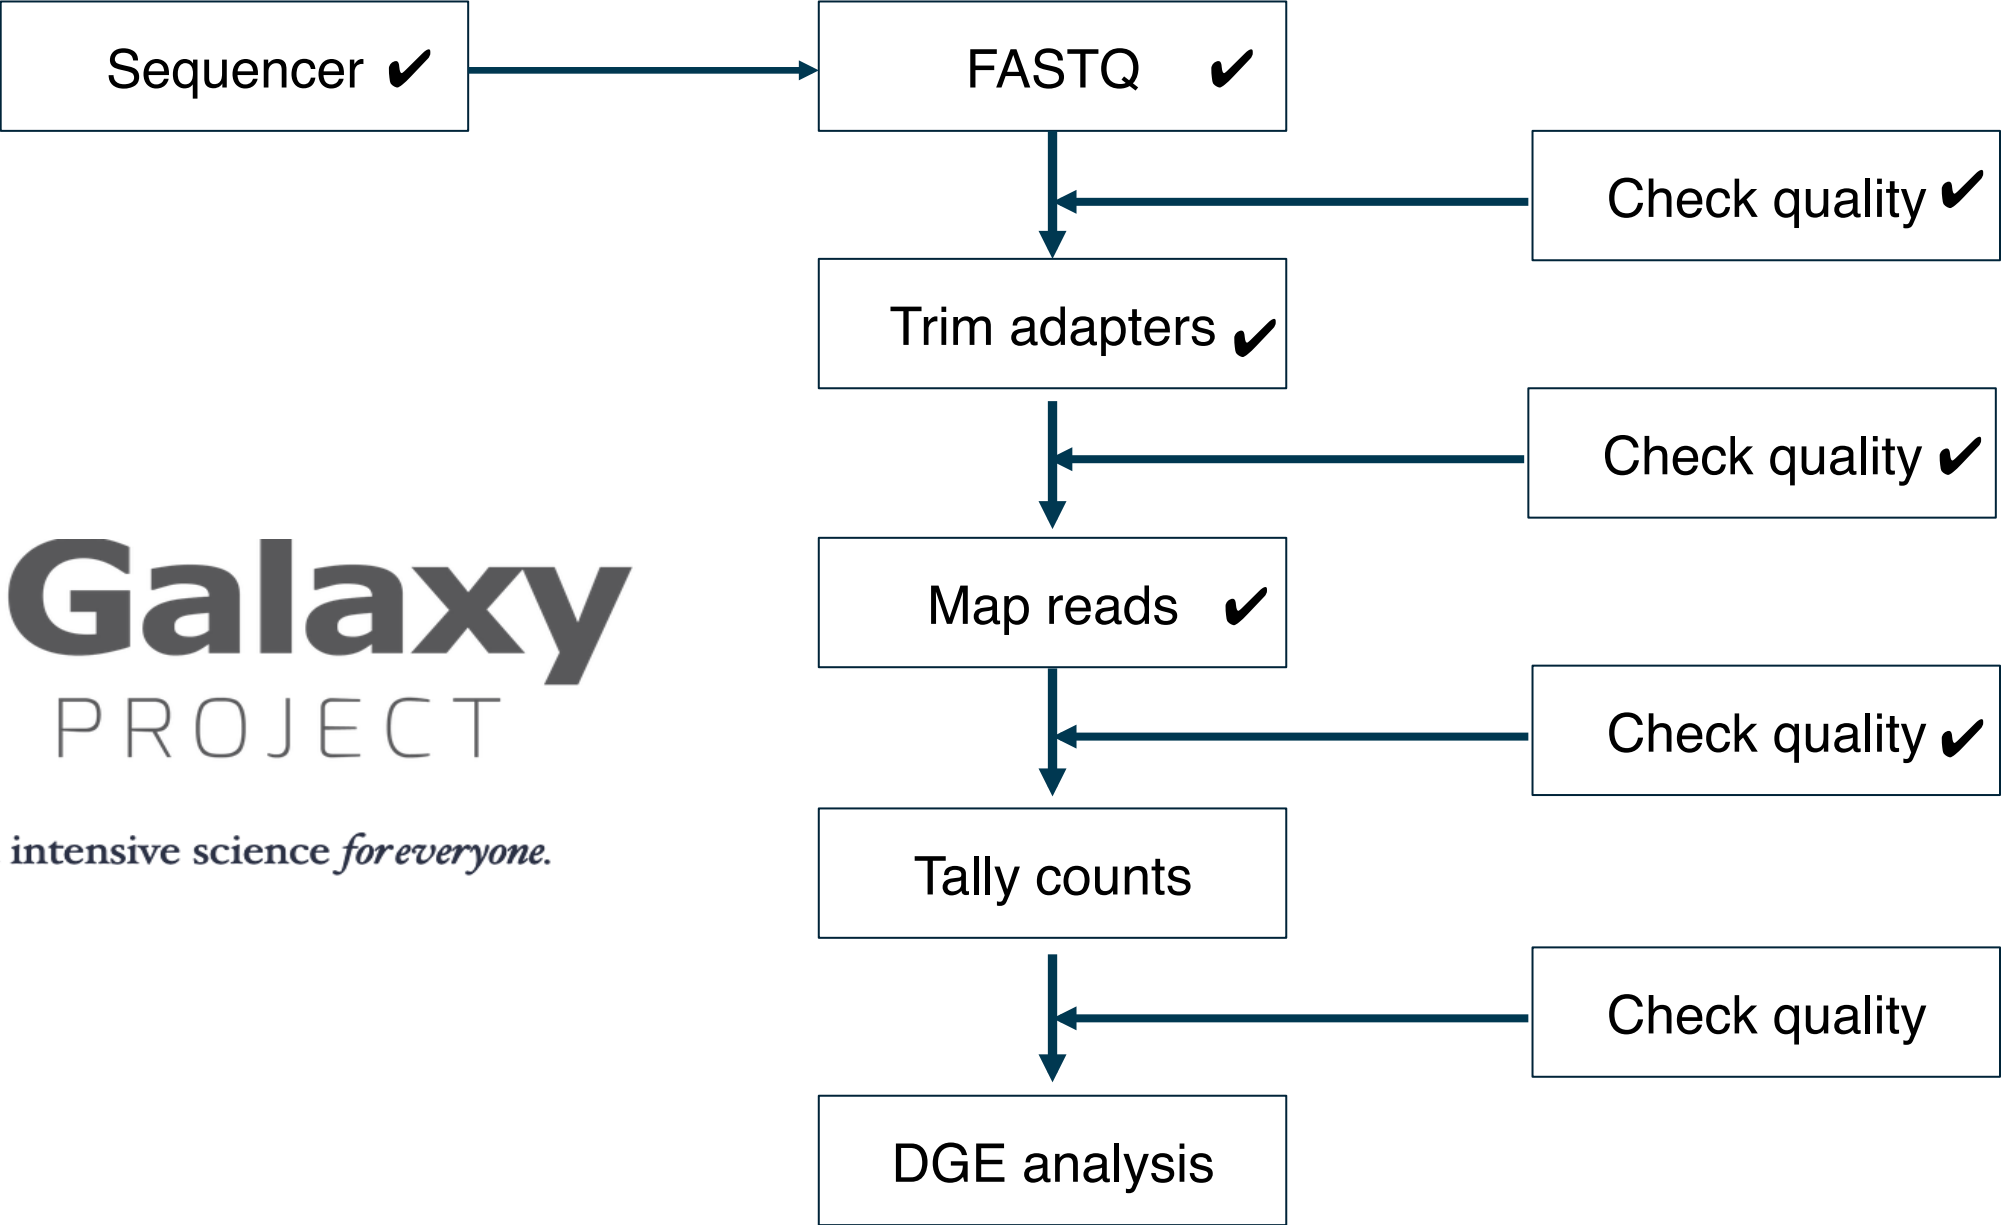 Sequencer ✔
FASTQ ✔
Check quality ✔
Trim adapters ✔
Check quality ✔
Map reads ✔
Galaxy
PROJECT
Check quality ✔
intensive science for everyone.
Tally counts
Check quality
DGE analysis